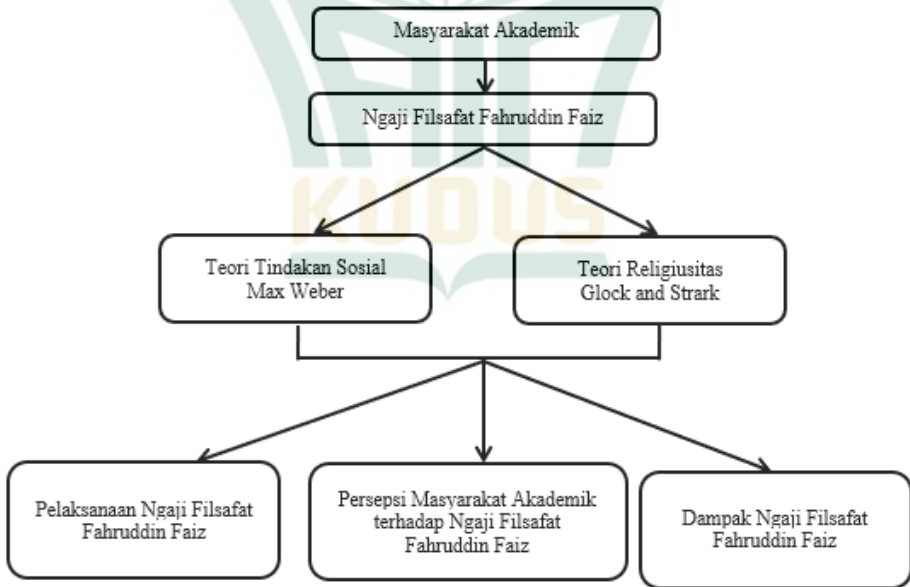 Masyarakat Akademik
Ngaji Filsafat Fahruddin Faiz
KUDUS
Teori Tindakan Sosial
Max Weber
Teori Religiusitas
Glock and Strark
Pelaksanaan Ngaji Filsafat
Fahruddin Faiz
Persepsi Masyarakat Akademik
terhadap Ngaji Filsafat
Fahruddin Faiz
Dampak Ngaji Filsafat
Fahruddin Faiz